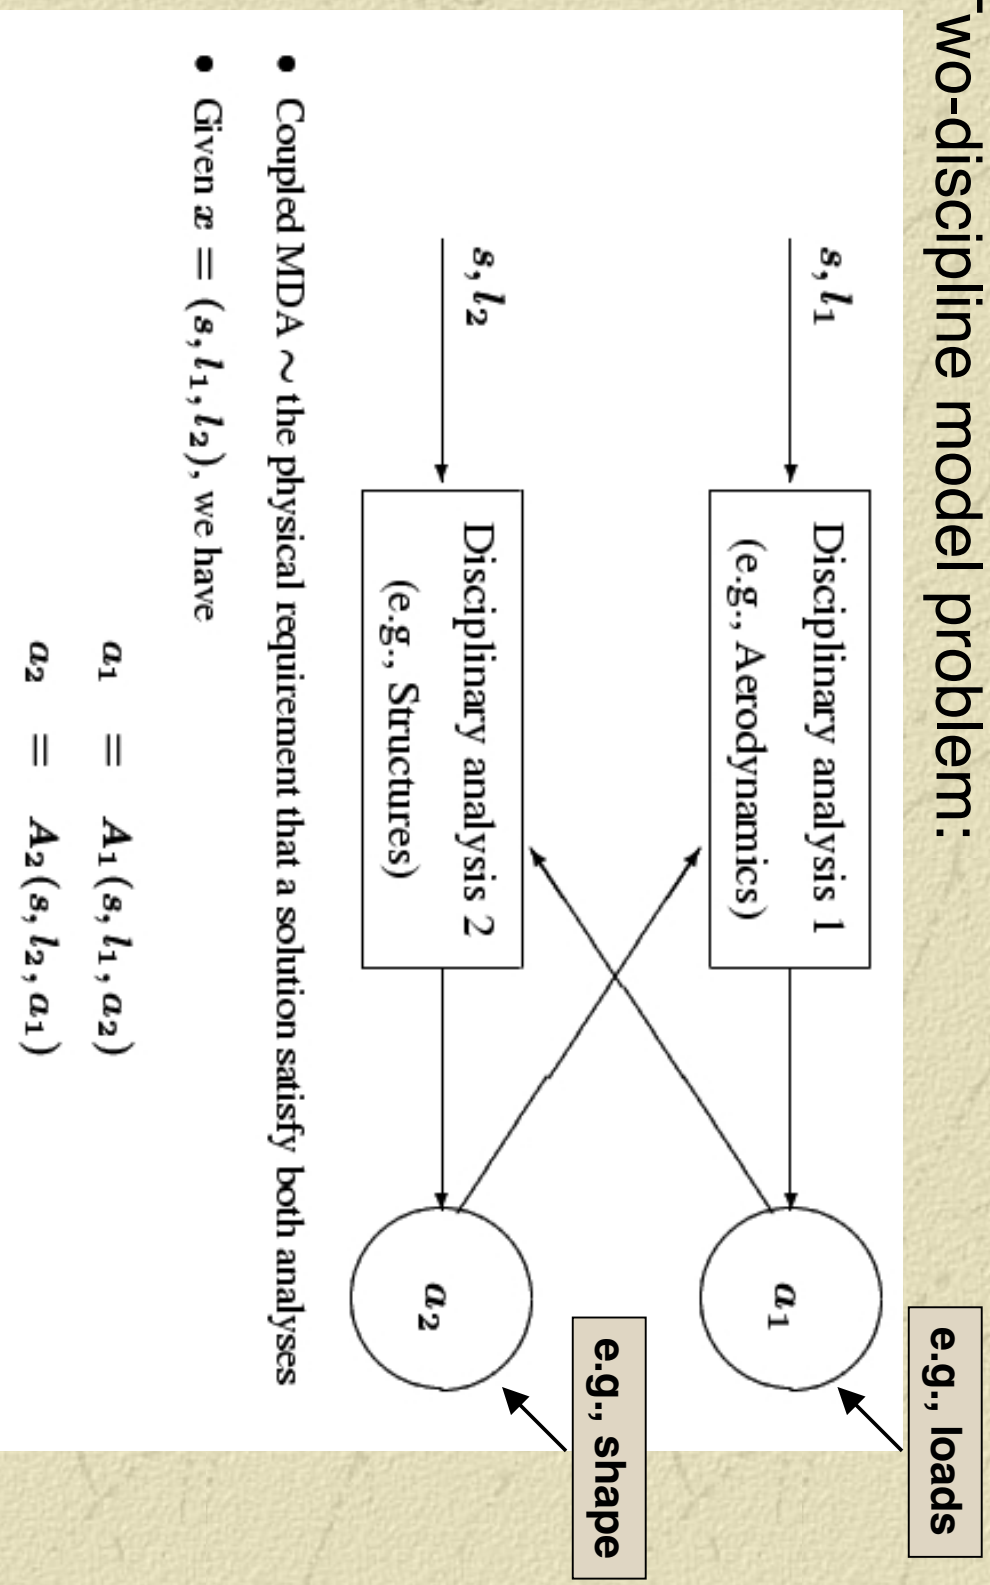 Two-discipline model problem:
e.g., loads
s, l₁
Disciplinary analysis 1
(e.g., Aerodynamics)
a₁
e.g., shape
s, l₂
Disciplinary analysis 2
(e.g., Structures)
a₂
• Coupled MDA ~ the physical requirement that a solution satisfy both analyses
• Given x = (s, l₁, l₂), we have
a₁ = A₁(s, l₁, a₂)
a₂ = A₂(s, l₂, a₁)